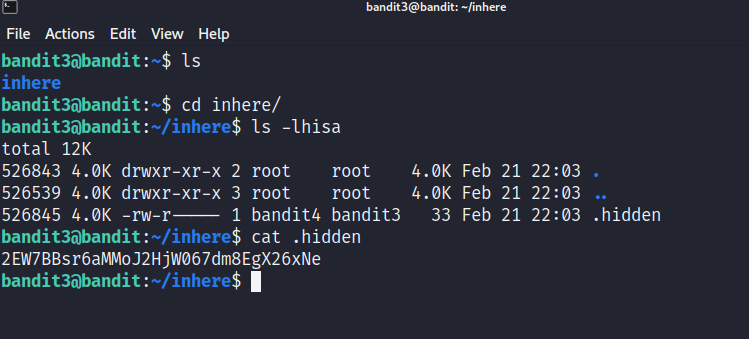 bandit3@bandit: ~/inhere
File Actions Edit View Help
bandit3@bandit:~$ ls
inhere
bandit3@bandit:~$ cd inhere/
bandit3@bandit:~/inhere$ ls -lhisa
total 12K
526843 4.0K drwxr-xr-x 2 root    root    4.0K Feb 21 22:03 .
526539 4.0K drwxr-xr-x 3 root    root    4.0K Feb 21 22:03 ..
526845 4.0K -rw-r----- 1 bandit4 bandit3   33 Feb 21 22:03 .hidden
bandit3@bandit:~/inhere$ cat .hidden
2EW7BBsr6aMMoJ2HjW067dm8EgX26xNe
bandit3@bandit:~/inhere$